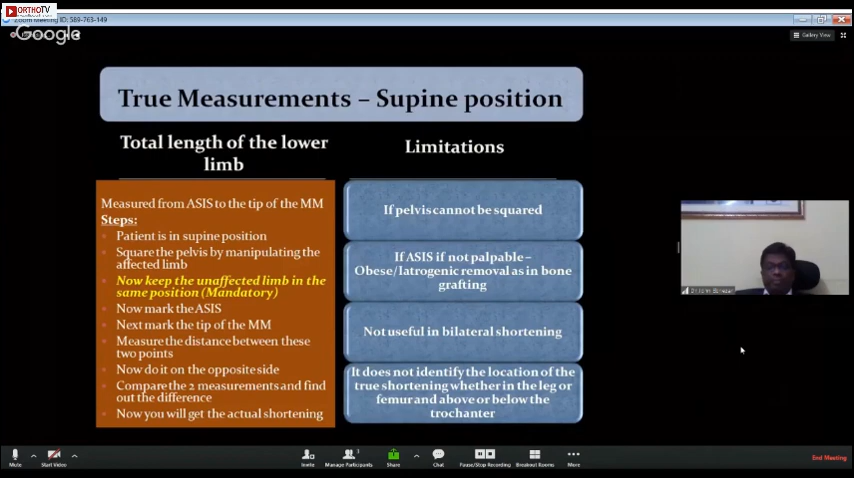 ORTHOTV
Zoom Meeting ID: 589-763-149
Google
Gallery View
True Measurements – Supine position
Total length of the lower
limb
Measured from ASIS to the tip of the MM
Steps:
Patient is in supine position
Square the pelvis by manipulating the
affected limb
Now keep the unaffected limb in the
same position (Mandatory)
Now mark the ASIS
Next mark the tip of the MM
Measure the distance between these
two points
Now do it on the opposite side
Compare the 2 measurements and find
out the difference
Now you will get the actual shortening
Limitations
If pelvis cannot be squared
If ASIS if not palpable –
Obese/Iatrogenic removal as in bone
grafting
Not useful in bilateral shortening
It does not identify the location of the
true shortening whether in the leg or
femur and above or below the
trochanter
Mute
Start Video
Invite
Manage Participants
Share
Chat
Pause/Stop Recording
Breakout Rooms
More
End Meeting